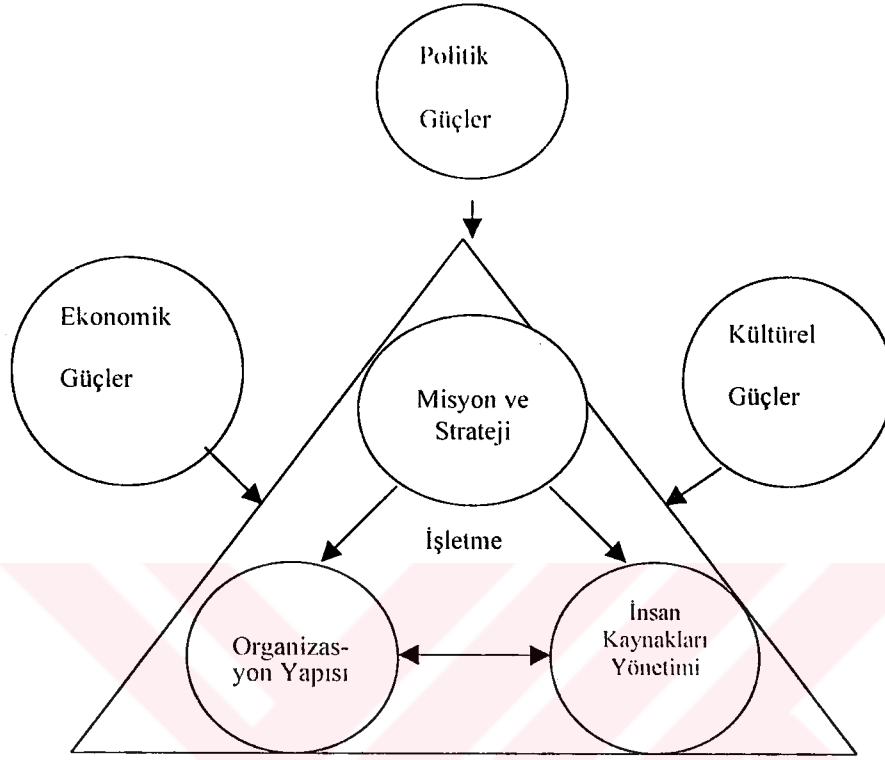 Politik
Güçler
Ekonomik
Güçler
Kültürel
Güçler
Misyon ve
Strateji
İşletme
Organizas-
yon Yapısı
İnsan
Kaynakları
Yönetimi